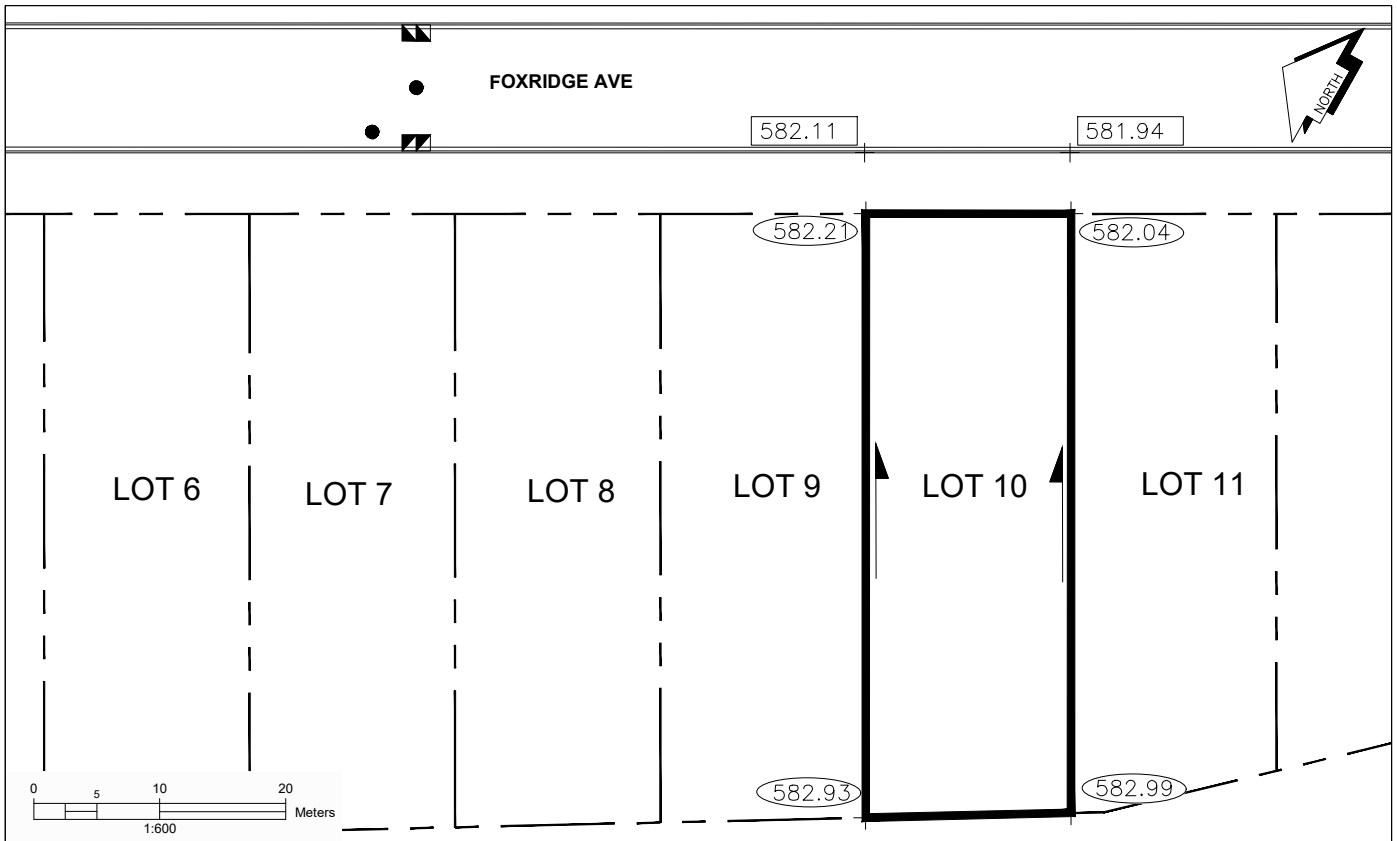 FOXRIDGE AVE
NORTH
582.11
581.94
582.21
582.04
LOT 6
LOT 7
LOT 8
LOT 9
LOT 10
LOT 11
582.93
582.99
0 5 10 20
Meters
1:600